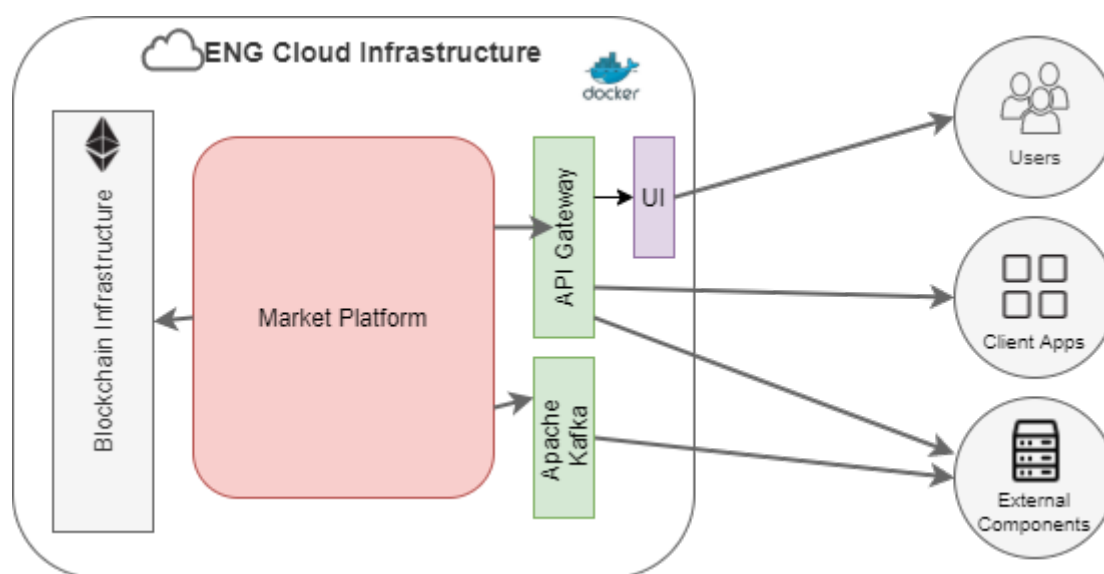 ENG Cloud Infrastructure
docker
Blockchain Infrastructure
Market Platform
API Gateway
UI
Apache
Kafka
Users
Client Apps
External
Components